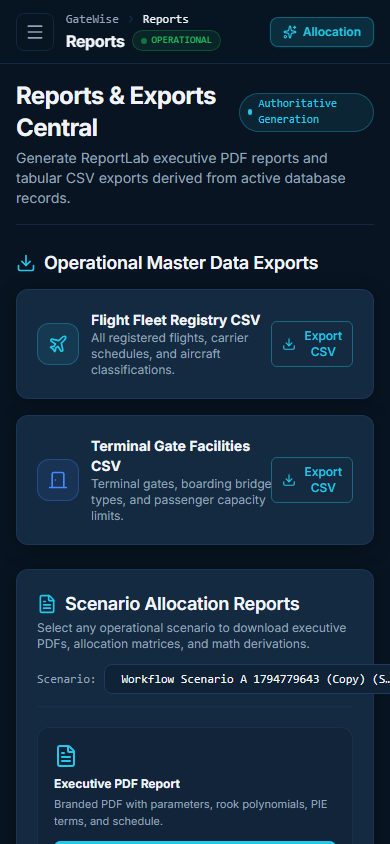 GateWise > Reports
Reports
OPERATIONAL
Allocation
Reports & Exports
Central
Authoritative
Generation
Generate ReportLab executive PDF reports and
tabular CSV exports derived from active database
records.
Operational Master Data Exports
Flight Fleet Registry CSV
All registered flights, carrier
schedules, and aircraft
classifications.
Export
CSV
Terminal Gate Facilities
CSV
Terminal gates, boarding bridge
types, and passenger capacity
limits.
Export
CSV
Scenario Allocation Reports
Select any operational scenario to download executive
PDFs, allocation matrices, and math derivations.
Scenario:
Workflow Scenario A 1794779643 (Copy) (S…
Executive PDF Report
Branded PDF with parameters, rook polynomials, PIE
terms, and schedule.